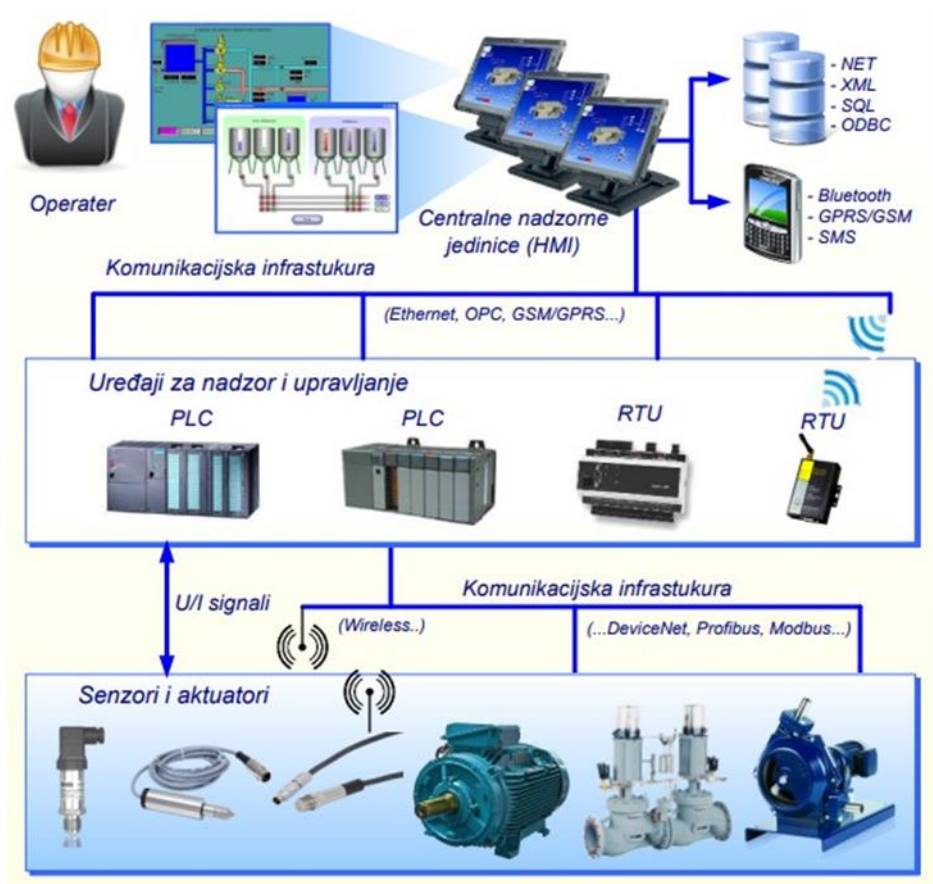 Operater
- NET
- XML
- SQL
- ODBC
- Bluetooth
- GPRS/GSM
- SMS
Centralne nadzorne
jedinice (HMI)
Komunikacijska infrastukura
(Ethernet, OPC, GSM/GPRS...)
Uređaji za nadzor i upravljanje
PLC
PLC
RTU
RTU
U/I signali
Komunikacijska infrastukura
(Wireless..)
(...DeviceNet, Profibus, Modbus...)
Senzori i aktuatori